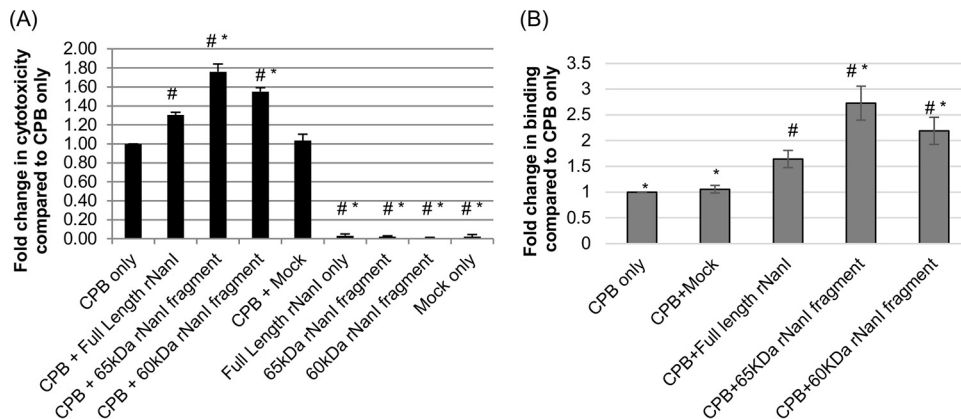 (A)
Fold change in cytotoxicity
compared to CPB only
2.00
1.80
1.60
1.40
1.20
1.00
0.80
0.60
0.40
0.20
0.00
#
# *
# *
# *
# *
# *
# *
CPB only
CPB + Full Length rNanI
CPB + 65kDa rNanI fragment
CPB + 60kDa rNanI fragment
CPB + Mock
Full Length rNanI only
65kDa rNanI fragment
60kDa rNanI fragment
Mock only
(B)
Fold change in binding
compared to CPB only
3.5
3
2.5
2
1.5
1
0.5
0
*
*
#
# *
# *
CPB only
CPB+Mock
CPB+Full length rNanI
CPB+65KDa rNanI fragment
CPB+60KDa rNanI fragment